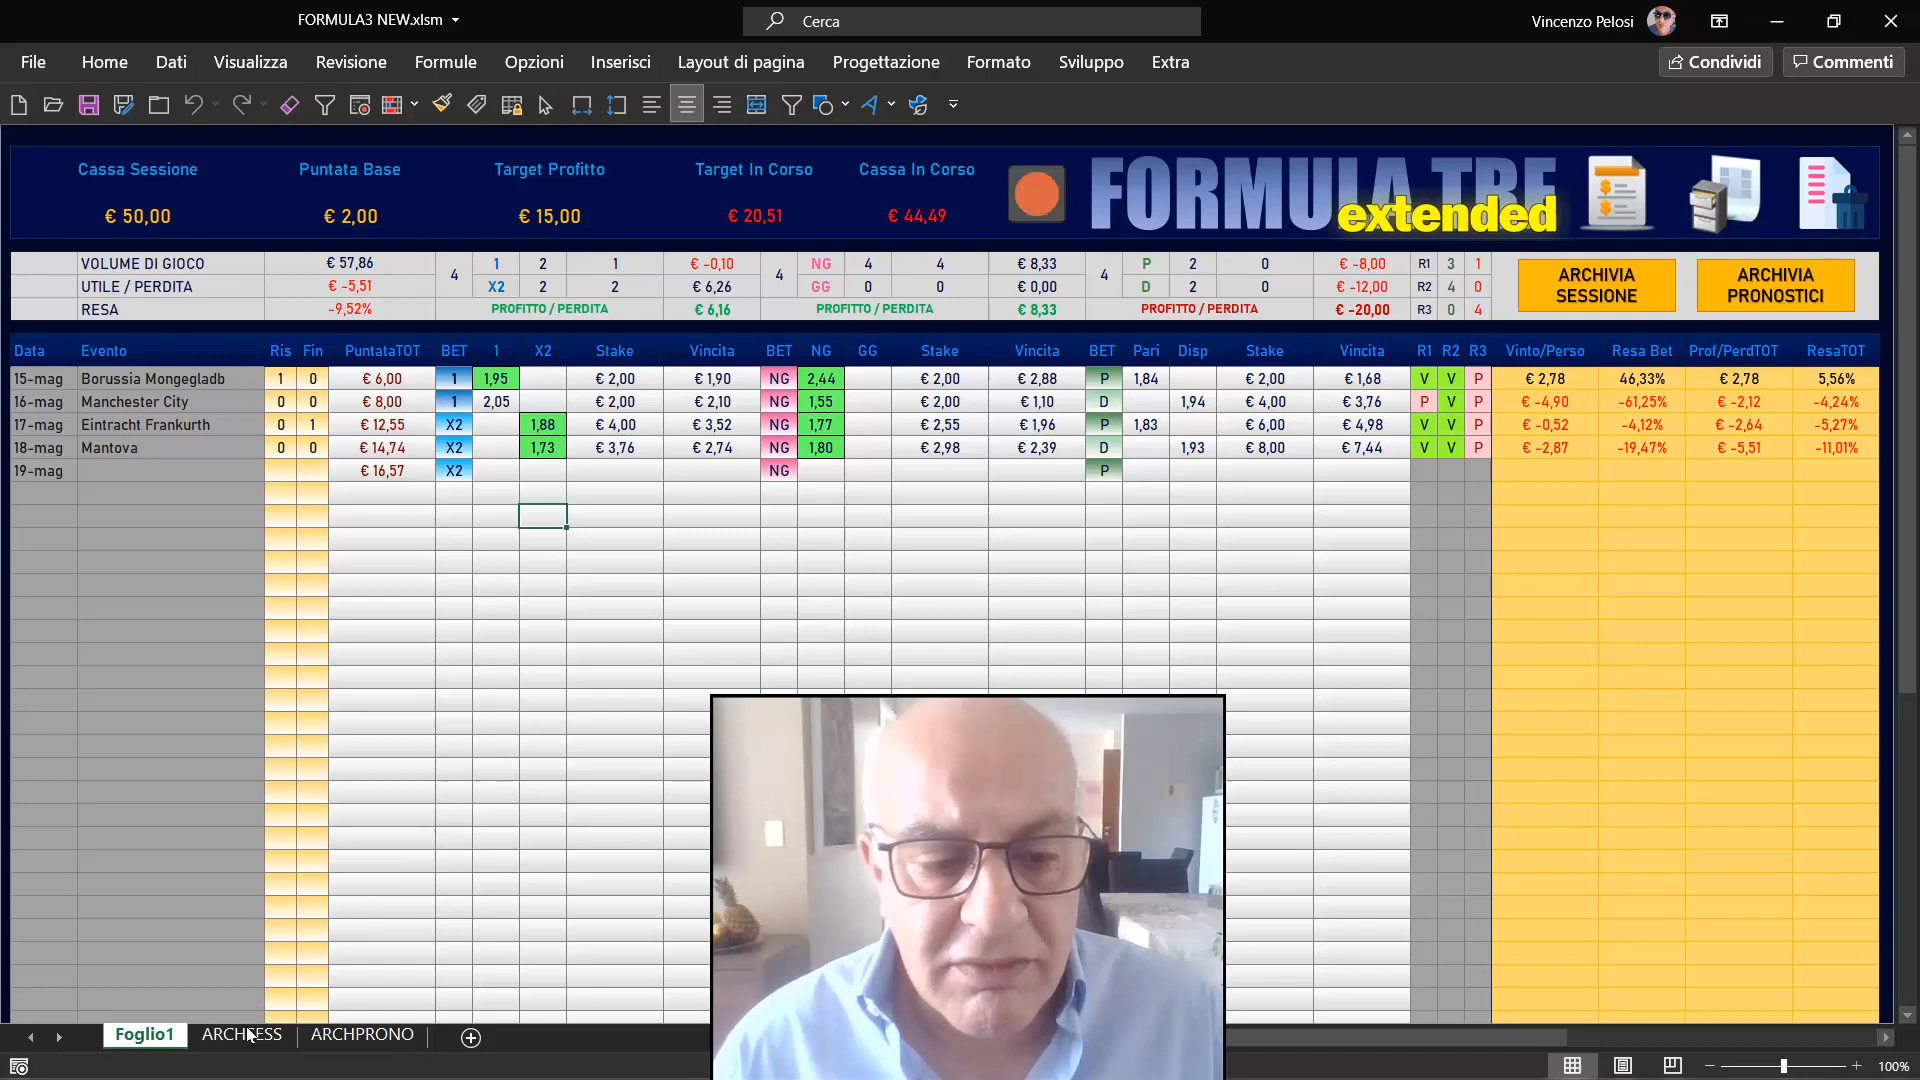 FORMULA3 NEW.xlsm
Cerca
Vincenzo Pelosi
File Home Dati Visualizza Revisione Formule Opzioni Inserisci Layout di pagina Progettazione Formato Sviluppo Extra Condividi Commenti
Cassa Sessione Puntata Base Target Profitto Target In Corso Cassa In Corso
€ 50,00 € 2,00 € 15,00 € 20,51 € 44,49
FORMULA TRE
extended
VOLUME DI GIOCO € 57,86 4 1 2 1 € -0,10 4 NG 4 4 € 8,33 4 P 2 0 € -8,00 R1 3 1
UTILE / PERDITA € -5,51 X2 2 2 € 6,26 GG 0 0 € 0,00 D 2 0 € -12,00 R2 4 0
RESA -9,52% PROFITTO / PERDITA € 6,16 PROFITTO / PERDITA € 8,33 PROFITTO / PERDITA € -20,00 R3 0 4
ARCHIVIA SESSIONE
ARCHIVIA PRONOSTICI
Data Evento Ris Fin PuntataTOT BET 1 X2 Stake Vincita BET NG GG Stake Vincita BET Pari Disp Stake Vincita R1 R2 R3 Vinto/Perso Resa Bet Prof/PerdTOT ResaTOT
15-mag Borussia Mongegladb 1 0 € 6,00 1 1,95 € 2,00 € 1,90 NG 2,44 € 2,00 € 2,88 P 1,84 € 2,00 € 1,68 V V P € 2,78 46,33% € 2,78 5,56%
16-mag Manchester City 0 0 € 8,00 1 2,05 € 2,00 € 2,10 NG 1,55 € 2,00 € 1,10 D 1,94 € 4,00 € 3,76 P V P € -4,90 -61,25% € -2,12 -4,24%
17-mag Eintracht Frankurth 0 1 € 12,55 X2 1,88 € 4,00 € 3,52 NG 1,77 € 2,55 € 1,96 P 1,83 € 6,00 € 4,98 V V P € -0,52 -4,12% € -2,64 -5,27%
18-mag Mantova 0 0 € 14,74 X2 1,73 € 3,76 € 2,74 NG 1,80 € 2,98 € 2,39 D 1,93 € 8,00 € 7,44 V V P € -2,87 -19,47% € -5,51 -11,01%
19-mag € 16,57 X2 NG P
Foglio1 ARCHSESS ARCHPRONO
100%